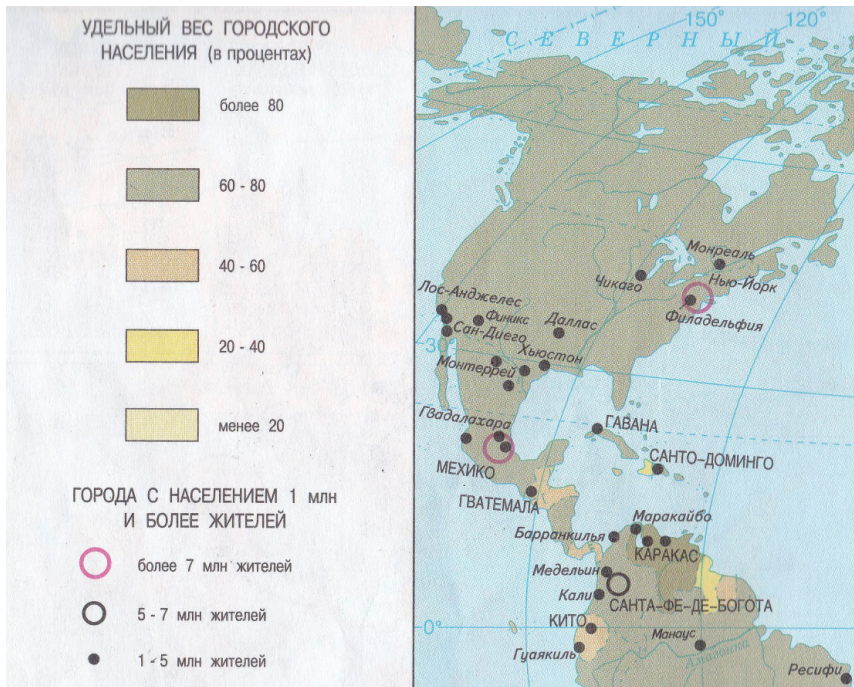 УДЕЛЬНЫЙ ВЕС ГОРОДСКОГО
НАСЕЛЕНИЯ (в процентах)
более 80
60 - 80
40 - 60
20 - 40
менее 20
ГОРОДА С НАСЕЛЕНИЕМ 1 млн
И БОЛЕЕ ЖИТЕЛЕЙ
более 7 млн жителей
5 - 7 млн жителей
1 - 5 млн жителей
150°
120°
СЕВЕРНЫЙ
Монреаль
Чикаго
Нью-Йорк
Филадельфия
Лос-Анджелес
Финикс
Сан-Диего
Даллас
30°
Хьюстон
Монтеррей
Гвадалахара
ГАВАНА
САНТО-ДОМИНГО
МЕХИКО
ГВАТЕМАЛА
Маракайбо
Барранкилья
КАРАКАС
Медельин
Кали
САНТА-ФЕ-ДЕ-БОГОТА
КИТО
0°
Манаус
Гуаякиль
Амазонка
Ресифи